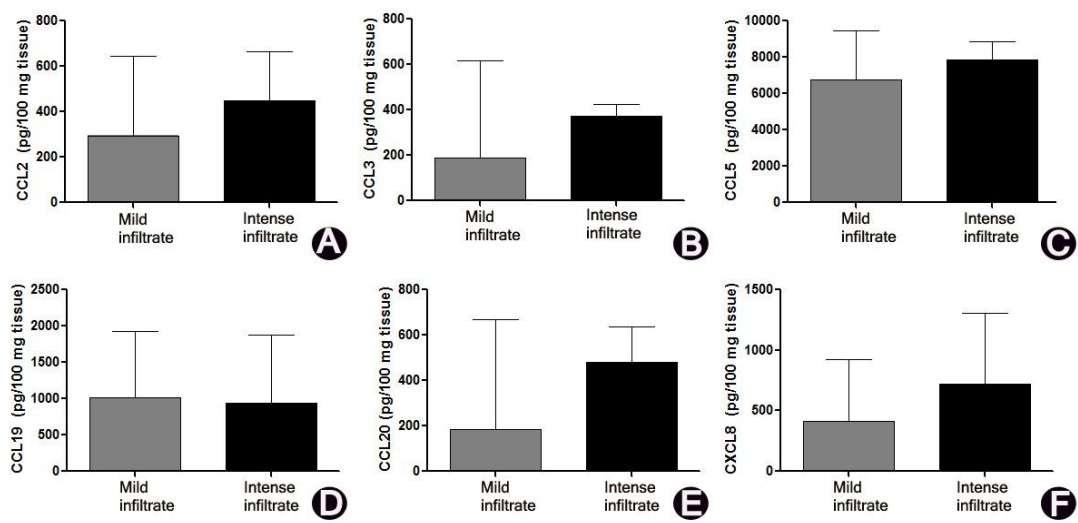 CCL2 (pg/100 mg tissue)
800
600
400
200
0
Mild
infiltrate
Intense
infiltrate
A
CCL3 (pg/100 mg tissue)
800
600
400
200
0
Mild
infiltrate
Intense
infiltrate
B
CCL5 (pg/100 mg tissue)
10000
8000
6000
4000
2000
0
Mild
infiltrate
Intense
infiltrate
C
CCL19 (pg/100 mg tissue)
2500
2000
1500
1000
500
0
Mild
infiltrate
Intense
infiltrate
D
CCL20 (pg/100 mg tissue)
800
600
400
200
0
Mild
infiltrate
Intense
infiltrate
E
CXCL8 (pg/100 mg tissue)
1500
1000
500
0
Mild
infiltrate
Intense
infiltrate
F